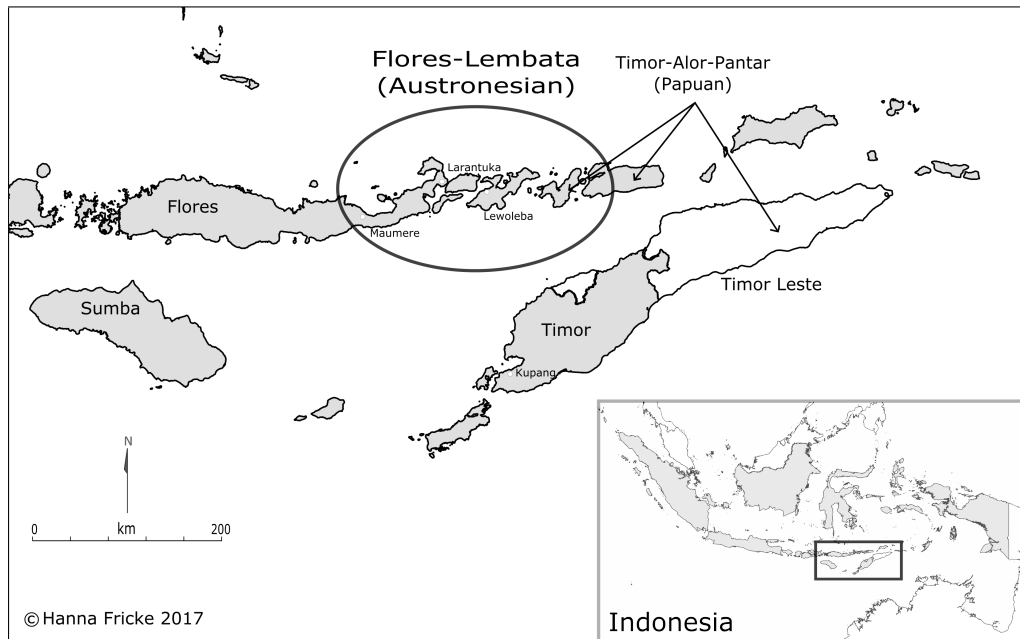 Flores-Lembata
(Austronesian)
Timor-Alor-Pantar
(Papuan)
Larantuka
Flores
Lewoleba
Maumere
Timor Leste
Sumba
Timor
Kupang
N
0 200
km
© Hanna Fricke 2017
Indonesia